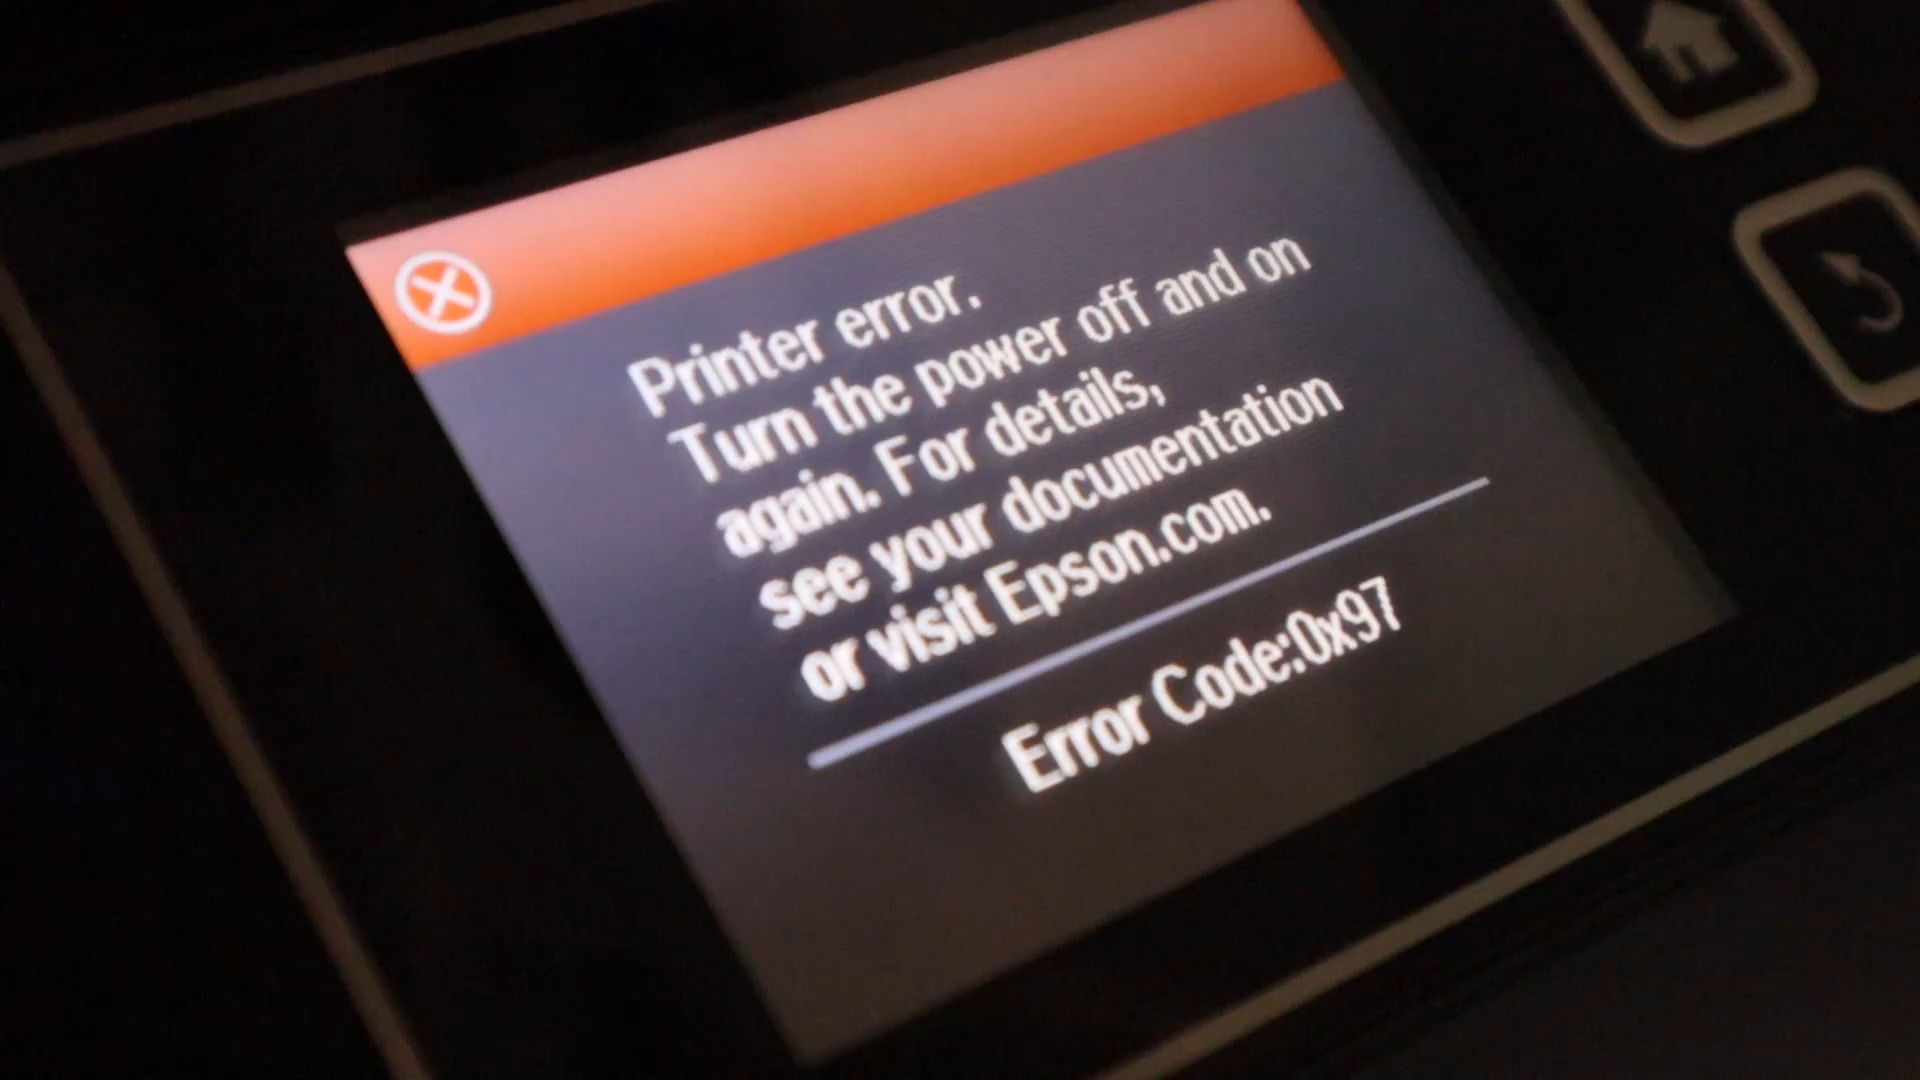 Printer error.
Turn the power off and on
again. For details,
see your documentation
or visit Epson.com.
Error Code:0x97